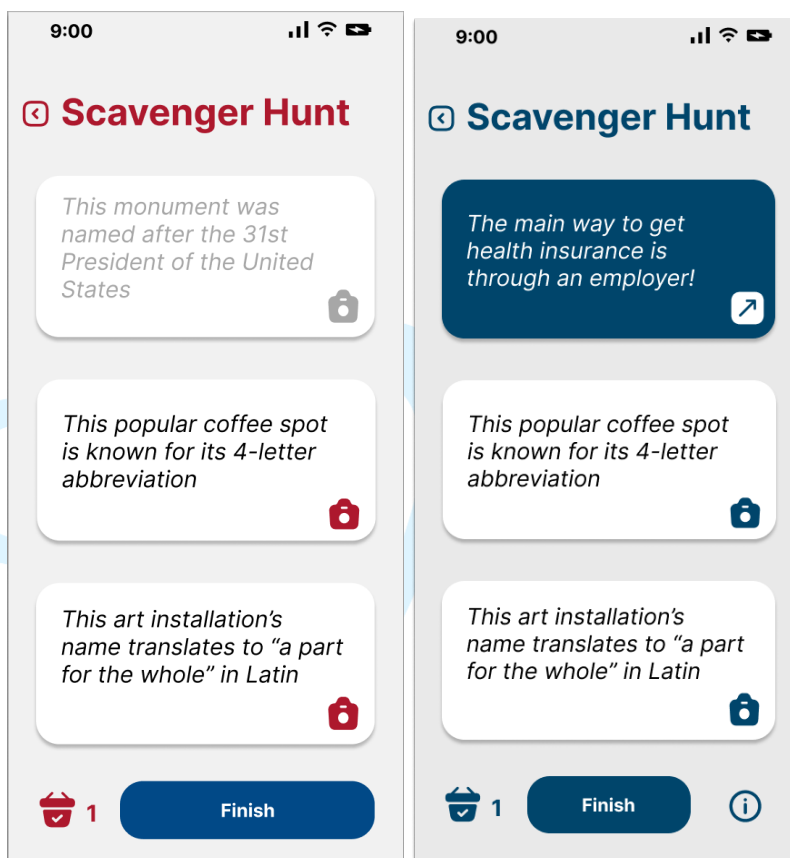 9:00
Scavenger Hunt
This monument was
named after the 31st
President of the United
States
This popular coffee spot
is known for its 4-letter
abbreviation
This art installation’s
name translates to “a part
for the whole” in Latin
1
Finish
9:00
Scavenger Hunt
The main way to get
health insurance is
through an employer!
This popular coffee spot
is known for its 4-letter
abbreviation
This art installation’s
name translates to “a part
for the whole” in Latin
1
Finish